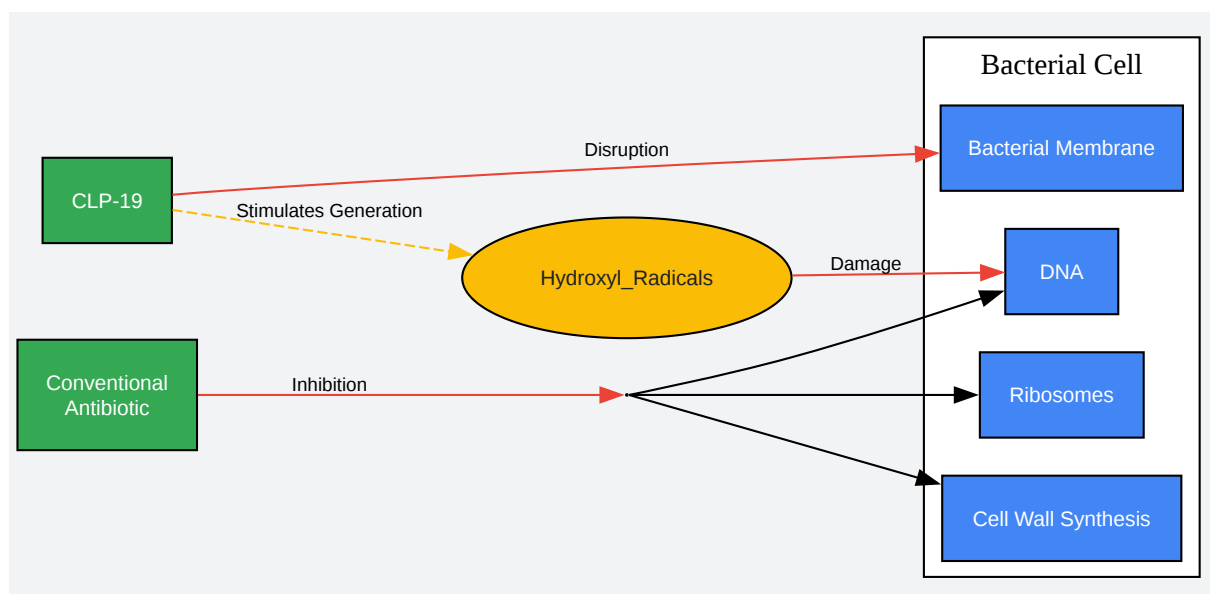 Bacterial Cell
Disruption
Bacterial Membrane
CLP-19
Stimulates Generation
Hydroxyl_Radicals
Damage
DNA
Conventional
Antibiotic
Inhibition
Ribosomes
Cell Wall Synthesis